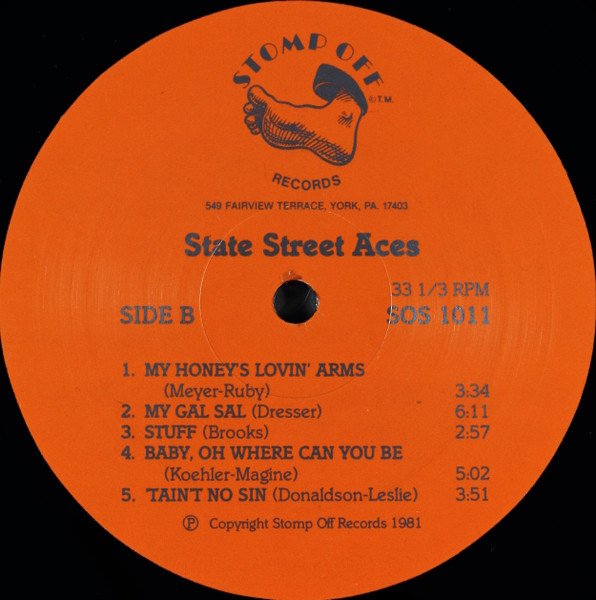 STOMP OFF
©T.M.
RECORDS
549 FAIRVIEW TERRACE, YORK, PA. 17403
State Street Aces
33 1/3 RPM
SIDE B SOS 1011
1. MY HONEY'S LOVIN' ARMS
(Meyer-Ruby) 3:34
2. MY GAL SAL (Dresser) 6:11
3. STUFF (Brooks) 2:57
4. BABY, OH WHERE CAN YOU BE
(Koehler-Magine) 5:02
5. 'TAIN'T NO SIN (Donaldson-Leslie) 3:51
Ⓟ Copyright Stomp Off Records 1981